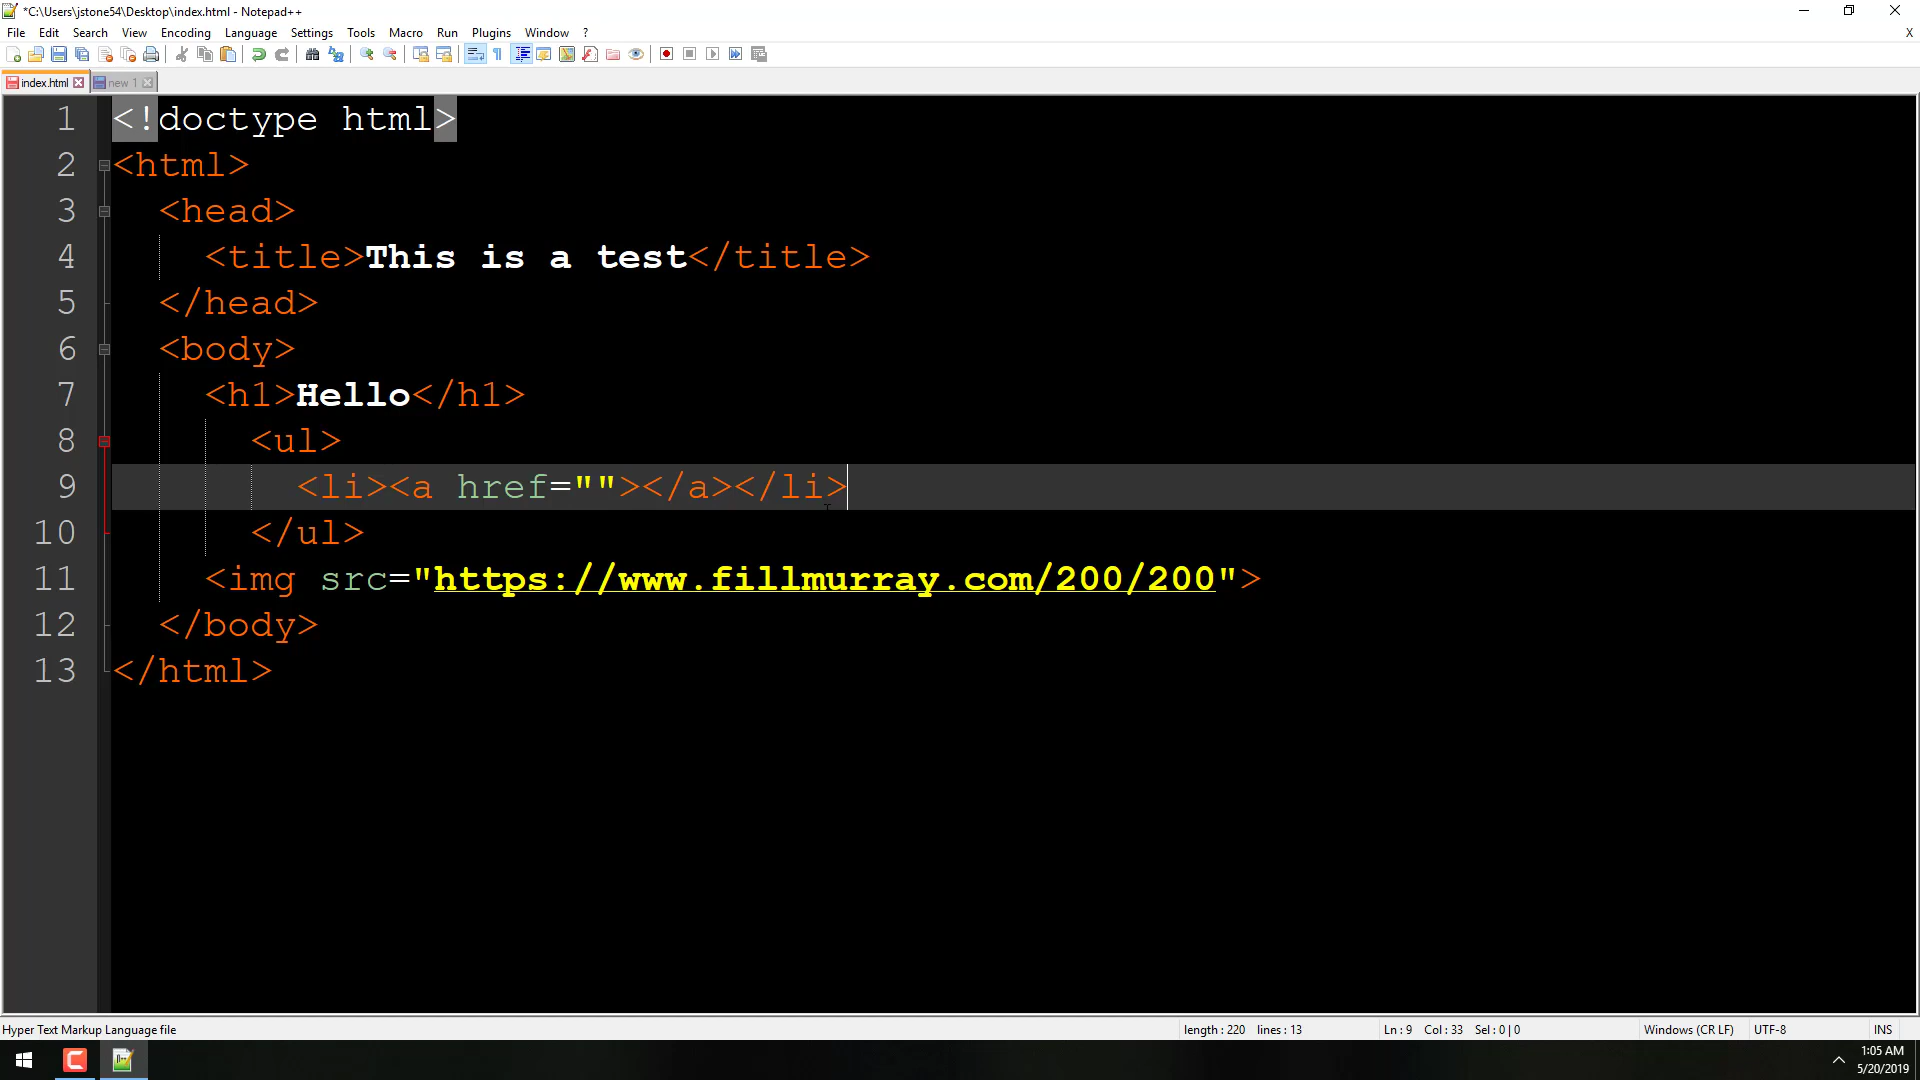 *C:\Users\jstone54\Desktop\index.html - Notepad++
File Edit Search View Encoding Language Settings Tools Macro Run Plugins Window ? X
index.html new 1
1 <!doctype html>
2 <html>
3 <head>
4 <title>This is a test</title>
5 </head>
6 <body>
7 <h1>Hello</h1>
8 <ul>
9 <li><a href=""></a></li>
10 </ul>
11 <img src="https://www.fillmurray.com/200/200">
12 </body>
13 </html>
Hyper Text Markup Language file length : 220 lines : 13 Ln : 9 Col : 33 Sel : 0 | 0 Windows (CR LF) UTF-8 INS
1:05 AM
5/20/2019